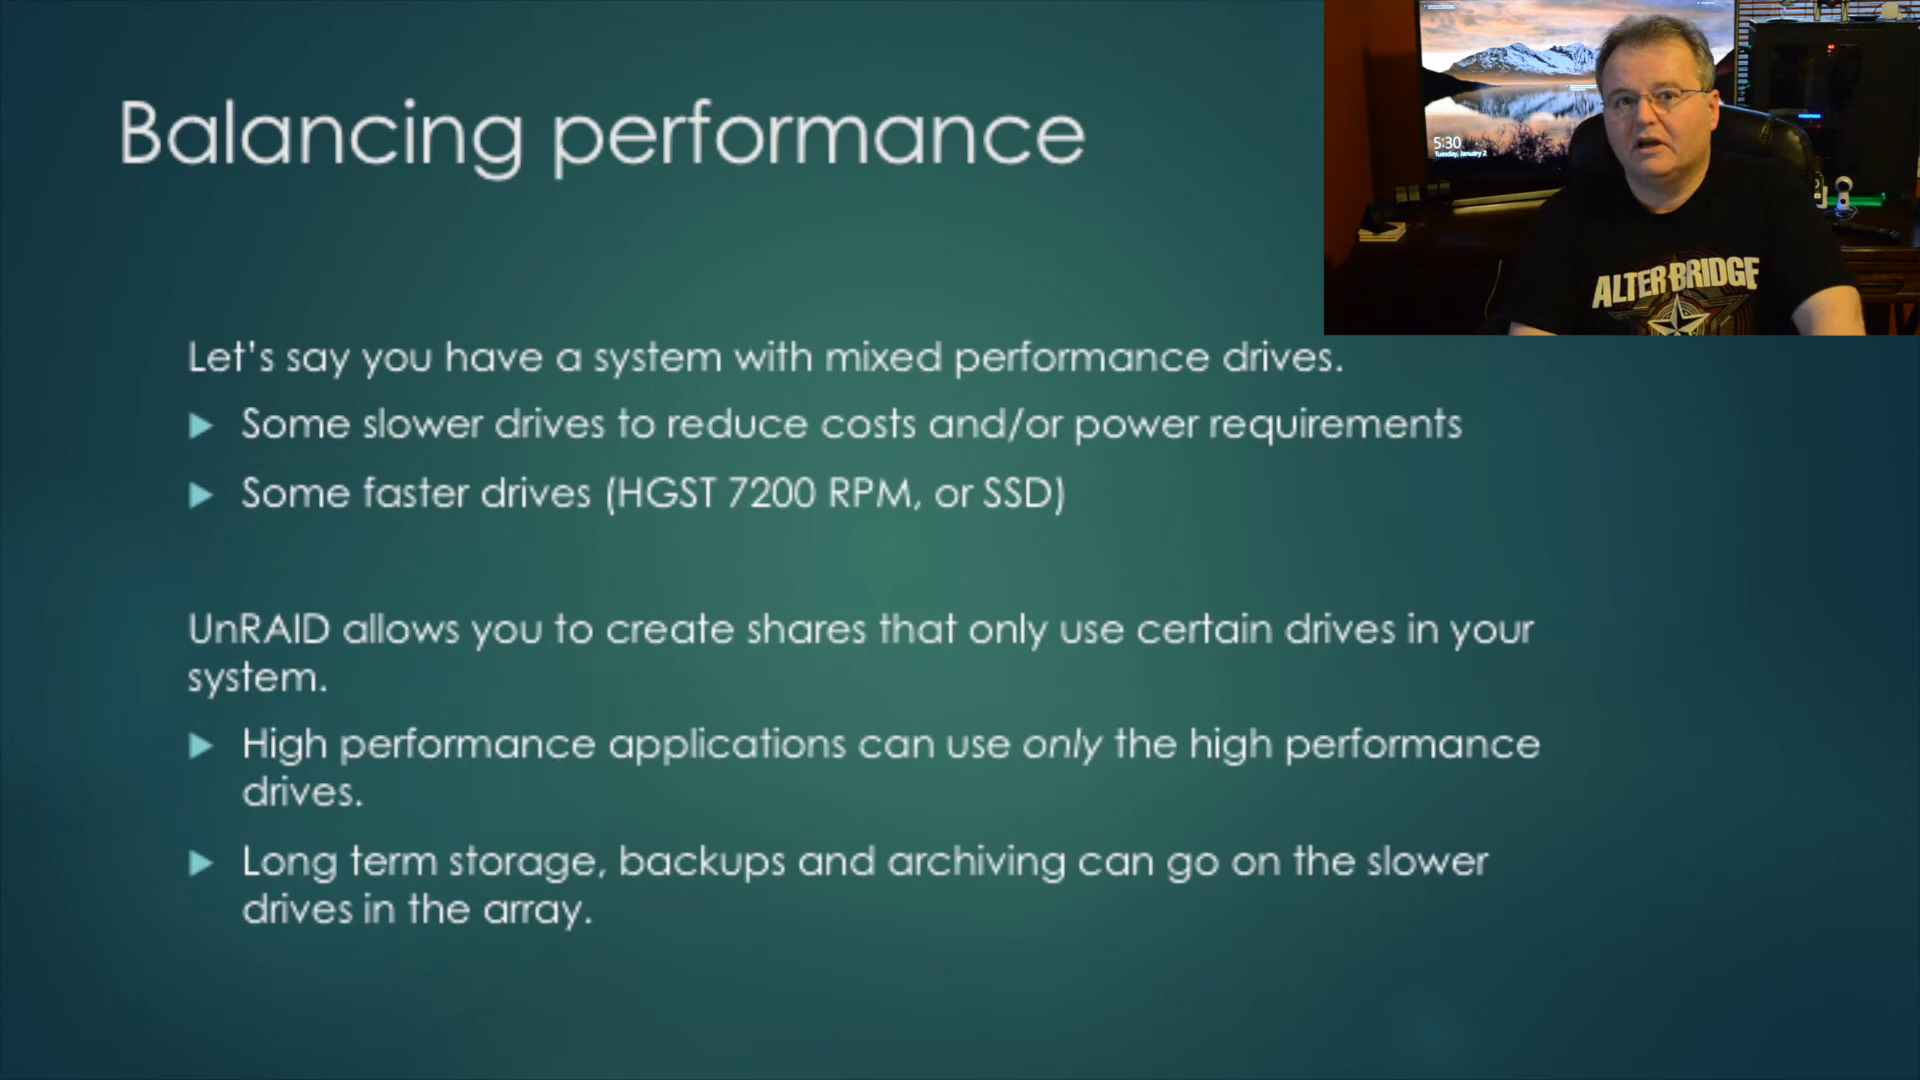 Balancing performance
5:30
Tuesday, January 2
ALTER BRIDGE
Let's say you have a system with mixed performance drives.
Some slower drives to reduce costs and/or power requirements
Some faster drives (HGST 7200 RPM, or SSD)
UnRAID allows you to create shares that only use certain drives in your
system.
High performance applications can use only the high performance
drives.
Long term storage, backups and archiving can go on the slower
drives in the array.